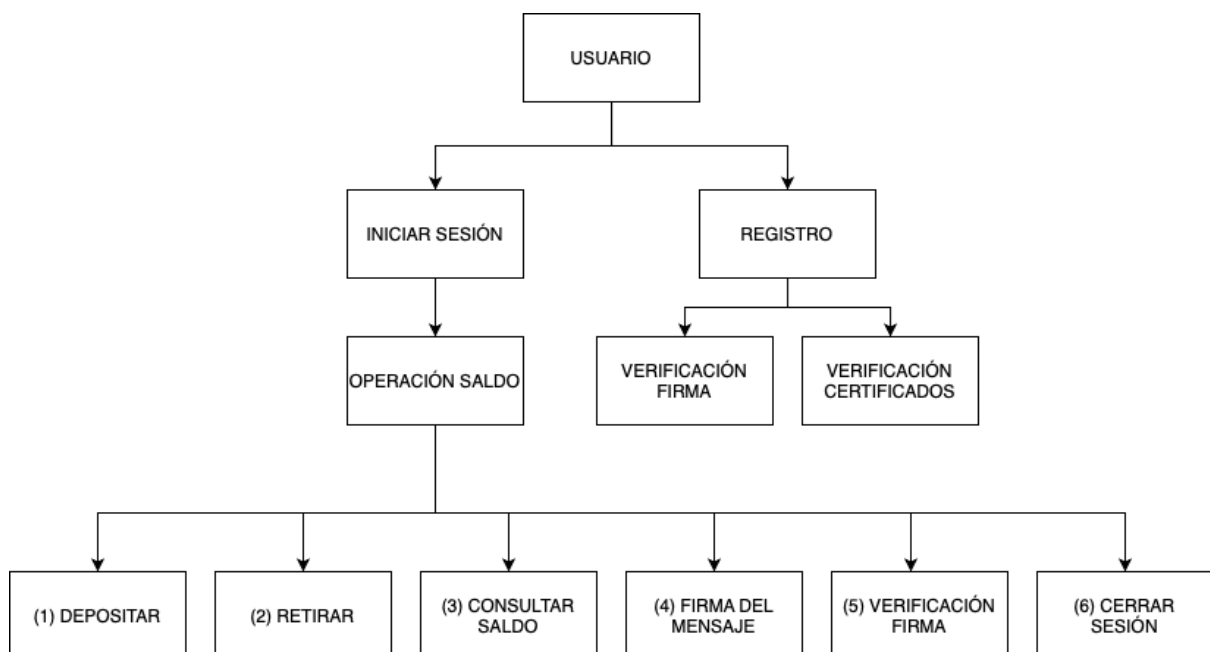 USUARIO
INICIAR SESIÓN
REGISTRO
OPERACIÓN SALDO
VERIFICACIÓN
FIRMA
VERIFICACIÓN
CERTIFICADOS
(1) DEPOSITAR
(2) RETIRAR
(3) CONSULTAR
SALDO
(4) FIRMA DEL
MENSAJE
(5) VERIFICACIÓN
FIRMA
(6) CERRAR
SESIÓN